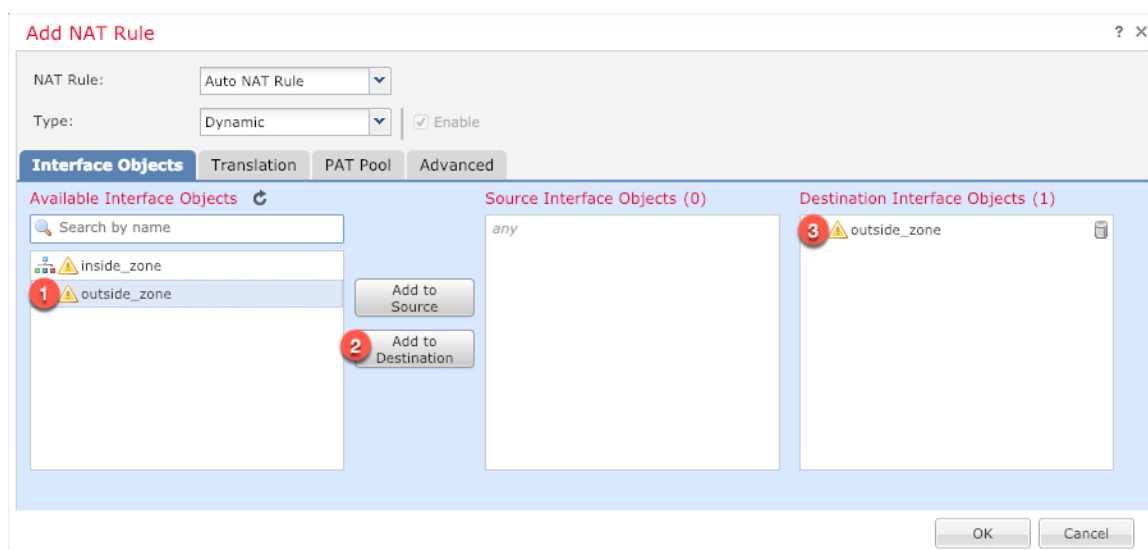 Add NAT Rule
? ×
NAT Rule:
Auto NAT Rule
Type:
Dynamic
Enable
Interface Objects
Translation
PAT Pool
Advanced
Available Interface Objects
Search by name
inside_zone
1
outside_zone
Add to
Source
2
Add to
Destination
Source Interface Objects (0)
any
Destination Interface Objects (1)
3
outside_zone
OK
Cancel